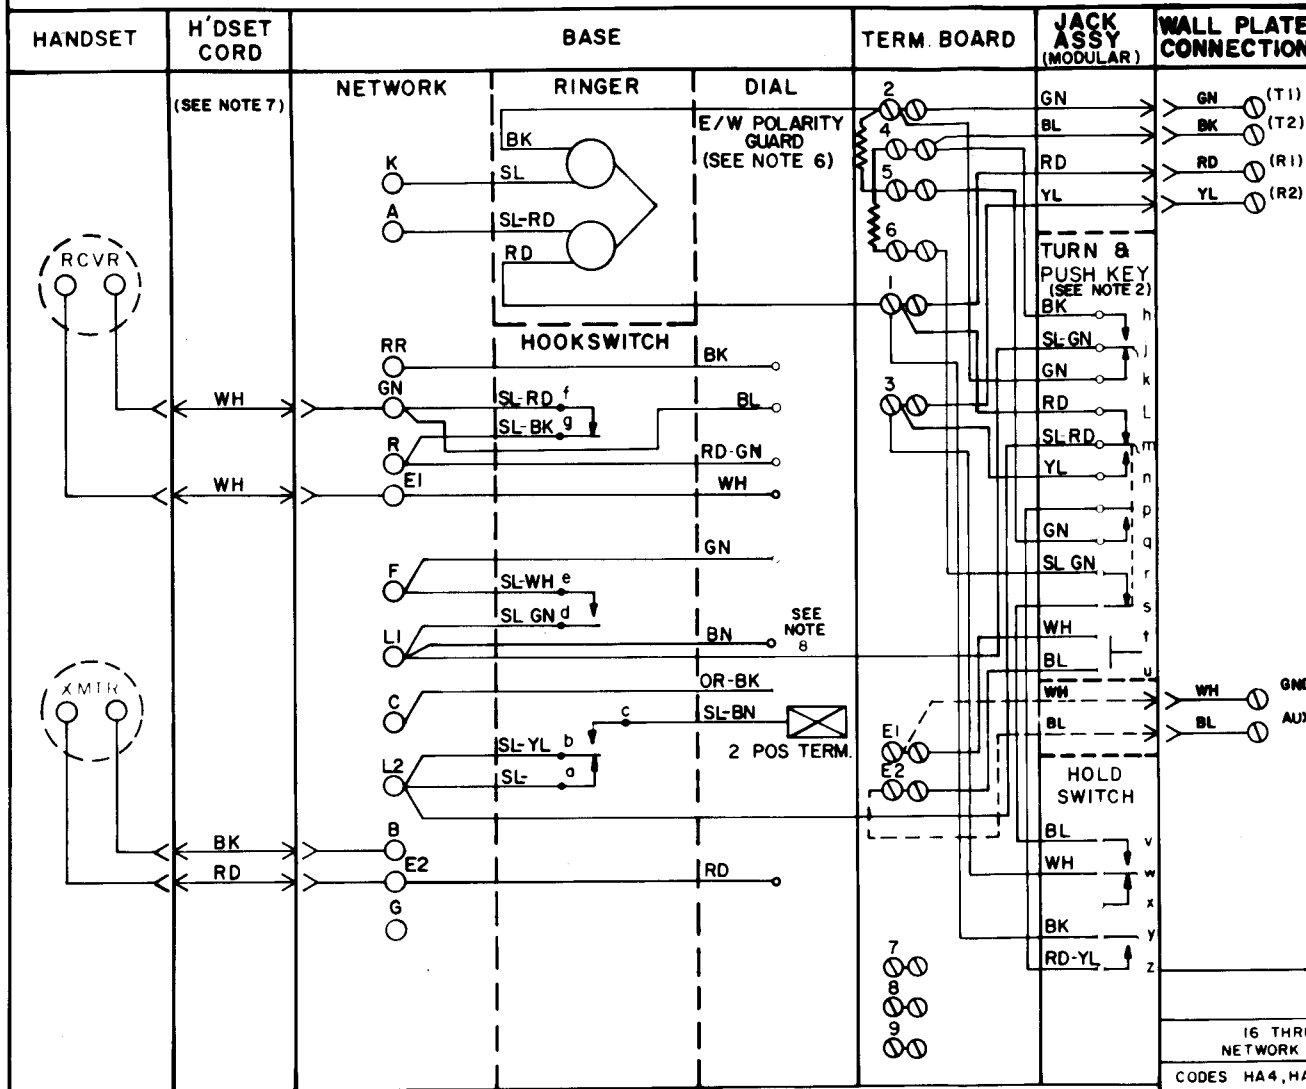 HANDSET
H'DSET CORD
BASE
TERM. BOARD
JACK ASSY (MODULAR)
WALL PLATE CONNECTION
(SEE NOTE 7)
NETWORK
RINGER
DIAL
E/W POLARITY GUARD (SEE NOTE 6)
K
A
BK
SL
SL-RD
RD
RCVR
HOOKSWITCH
RR
GN
R
E1
WH
WH
SL-RD f
SL-BK g
BK
BL
RD-GN
WH
F
L1
SL-WH e
SL GN d
GN
BN
SEE NOTE 8
XMTR
C
L2
c
SL-YL b
SL- a
OR-BK
SL-BN
2 POS TERM.
BK
RD
B
E2
G
RD
2
4
5
6
1
3
E1
E2
7
8
9
GN
BL
RD
YL
GN (T1)
BK (T2)
RD (R1)
YL (R2)
TURN & PUSH KEY
(SEE NOTE 2)
BK h
SL-GN j
GN k
RD L
SL-RD m
YL n
p
GN q
SL GN r
s
WH t
BL u
WH WH GND
BL BL
HOLD SWITCH
BL v
WH w
x
BK y
RD-YL z
NETWORK
CODES HA4,